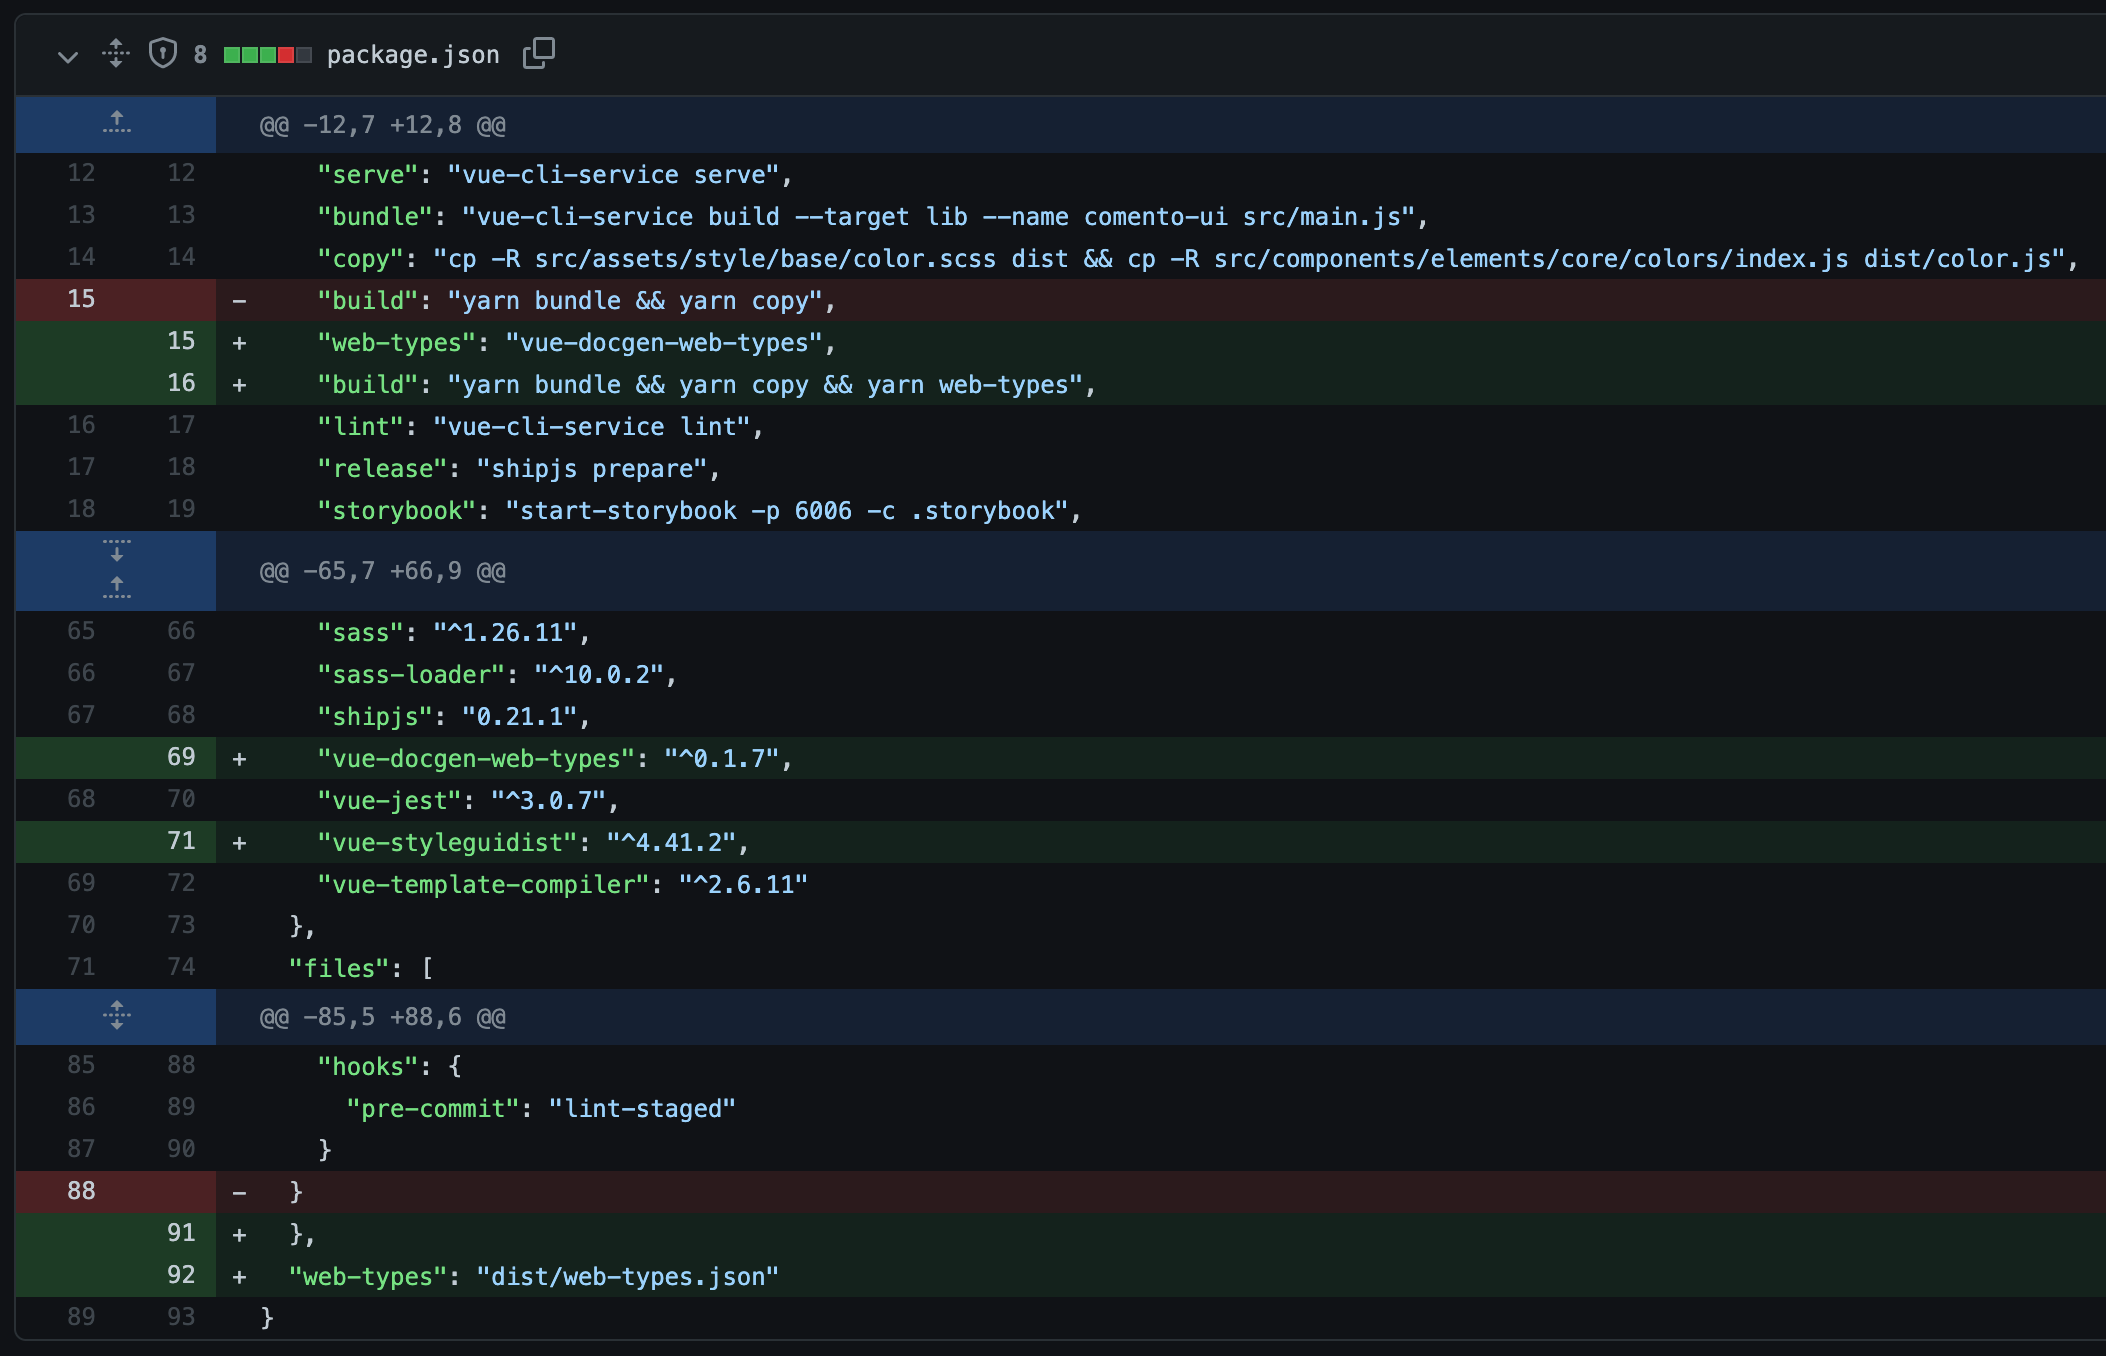 8 package.json
@@ -12,7 +12,8 @@
12 12 "serve": "vue-cli-service serve",
13 13 "bundle": "vue-cli-service build --target lib --name comento-ui src/main.js",
14 14 "copy": "cp -R src/assets/style/base/color.scss dist && cp -R src/components/elements/core/colors/index.js dist/color.js",
15 - "build": "yarn bundle && yarn copy",
15 + "web-types": "vue-docgen-web-types",
16 + "build": "yarn bundle && yarn copy && yarn web-types",
16 17 "lint": "vue-cli-service lint",
17 18 "release": "shipjs prepare",
18 19 "storybook": "start-storybook -p 6006 -c .storybook",
@@ -65,7 +66,9 @@
65 66 "sass": "^1.26.11",
66 67 "sass-loader": "^10.0.2",
67 68 "shipjs": "0.21.1",
69 + "vue-docgen-web-types": "^0.1.7",
68 70 "vue-jest": "^3.0.7",
71 + "vue-styleguidist": "^4.41.2",
69 72 "vue-template-compiler": "^2.6.11"
70 73 },
71 74 "files": [
@@ -85,5 +88,6 @@
85 88 "hooks": {
86 89 "pre-commit": "lint-staged"
87 90 }
88 - }
91 + },
92 + "web-types": "dist/web-types.json"
89 93 }